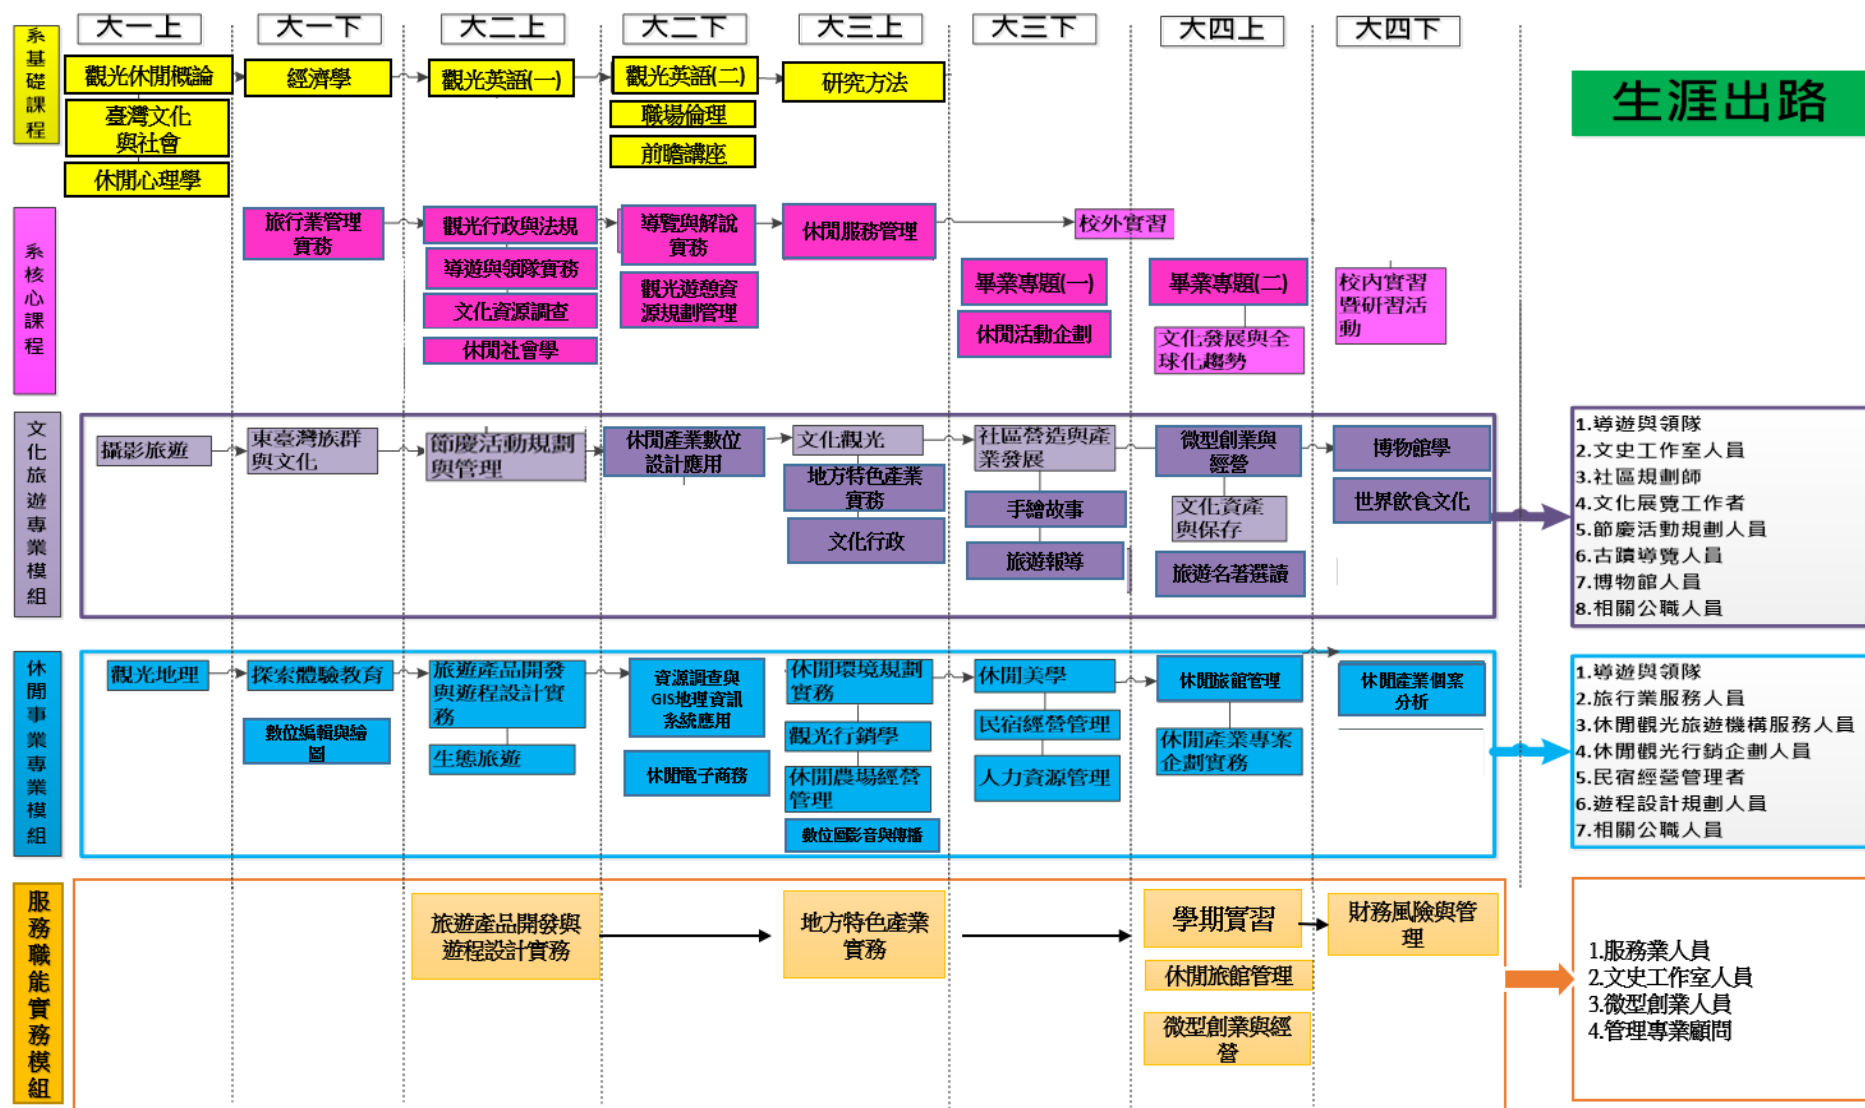 大一上
大一下
大二上
大二下
大三上
大三下
大四上
大四下
生涯出路
系基礎課程
觀光休閒概論
臺灣文化
與社會
休閒心理學
經濟學
觀光英語(一)
觀光英語(二)
職場倫理
前瞻講座
研究方法
系核心課程
旅行業管理
實務
觀光行政與法規
導遊與領隊實務
文化資源調查
休閒社會學
導覽與解說
實務
觀光遊憩資
源規劃管理
休閒服務管理
校外實習
畢業專題(一)
休閒活動企劃
畢業專題(二)
文化發展與全
球化趨勢
校內實習
暨研習活
動
文化旅遊專業模組
攝影旅遊
東臺灣族群
與文化
節慶活動規劃
與管理
休閒產業數位
設計應用
文化觀光
地方特色產業
實務
文化行政
社區營造與產
業發展
手繪故事
旅遊報導
微型創業與
經營
文化資產
與保存
旅遊名著選讀
博物館學
世界飲食文化
1.導遊與領隊
2.文史工作室人員
3.社區規劃師
4.文化展覽工作者
5.節慶活動規劃人員
6.古蹟導覽人員
7.博物館人員
8.相關公職人員
休閒事業專業模組
觀光地理
探索體驗教育
數位編輯與繪
圖
旅遊產品開發
與遊程設計實
務
生態旅遊
資源調查與
GIS地理資訊
系統應用
休閒電子商務
休閒環境規劃
實務
觀光行銷學
休閒農場經營
管理
數位圖影音與傳播
休閒美學
民宿經營管理
人力資源管理
休閒旅館管理
休閒產業專案
企劃實務
休閒產業個案
分析
1.導遊與領隊
2.旅行業服務人員
3.休閒觀光旅遊機構服務人員
4.休閒觀光行銷企劃人員
5.民宿經營管理者
6.遊程設計規劃人員
7.相關公職人員
服務職能實務模組
旅遊產品開發與
遊程設計實務
地方特色產業
實務
學期實習
休閒旅館管理
微型創業與經
營
財務風險與管
理
1.服務業人員
2.文史工作室人員
3.微型創業人員
4.管理專業顧問